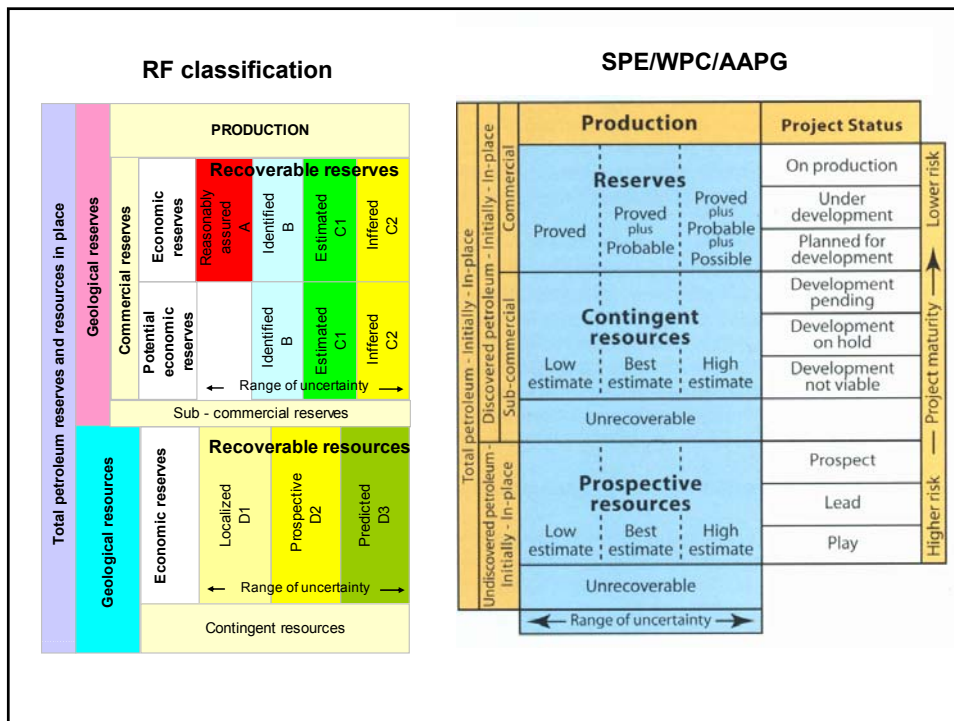 RF classification
Total petroleum reserves and resources in place
Geological reserves
PRODUCTION
Commercial reserves
Economic
reserves
Recoverable reserves
Reasonably
assured
A
Identified
B
Estimated
C1
Inffered
C2
Potential
economic
reserves
Identified
B
Estimated
C1
Inffered
C2
Range of uncertainty
Sub - commercial reserves
Geological resources
Economic reserves
Recoverable resources
Localized
D1
Prospective
D2
Predicted
D3
Range of uncertainty
Contingent resources
SPE/WPC/AAPG
Total petroleum - Initially - In-place
Discovered petroleum - Initially - In-place
Commercial
Production
Project Status
Reserves
Proved
Proved
plus
Probable
Proved
plus
Probable
plus
Possible
On production
Under
development
Planned for
development
Sub-commercial
Contingent
resources
Low
estimate
Best
estimate
High
estimate
Unrecoverable
Development
pending
Development
on hold
Development
not viable
Undiscovered petroleum -
Initially - In-place
Prospective
resources
Low
estimate
Best
estimate
High
estimate
Unrecoverable
Prospect
Lead
Play
Range of uncertainty
Higher risk
Project maturity
Lower risk